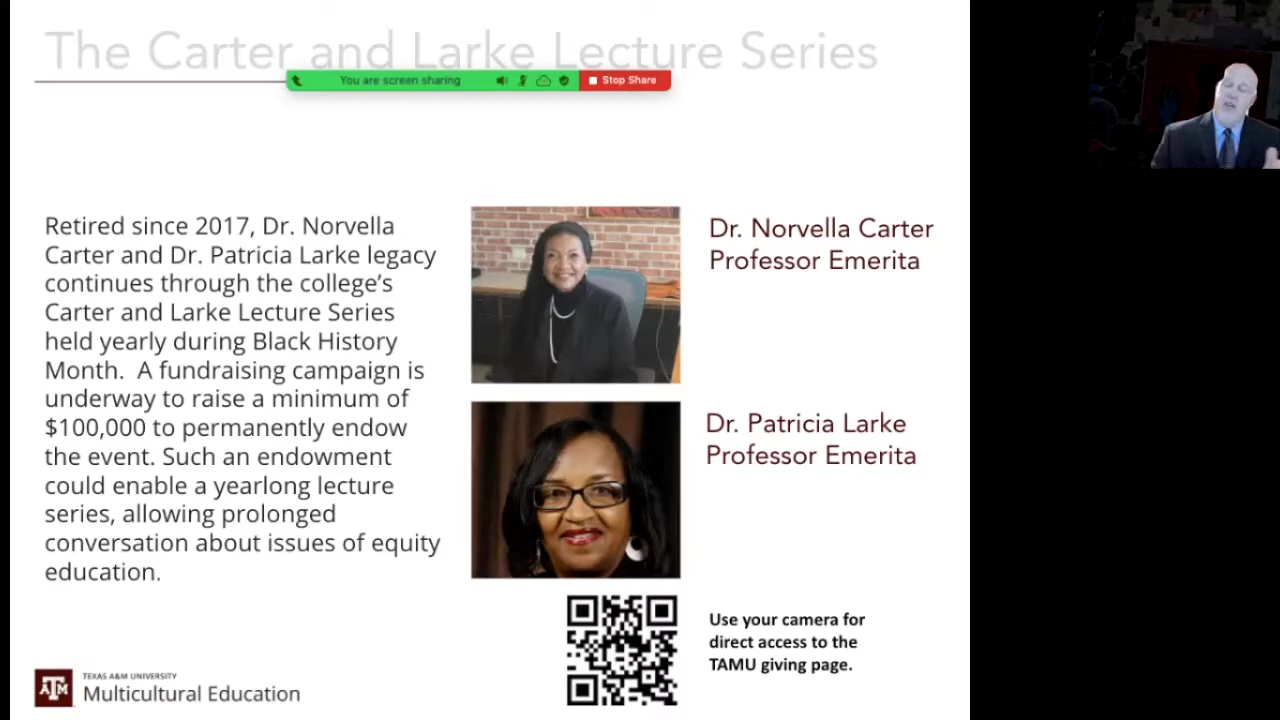 The Carter and Larke Lecture Series
You are screen sharing
Stop Share
Retired since 2017, Dr. Norvella
Carter and Dr. Patricia Larke legacy
continues through the college’s
Carter and Larke Lecture Series
held yearly during Black History
Month.  A fundraising campaign is
underway to raise a minimum of
$100,000 to permanently endow
the event. Such an endowment
could enable a yearlong lecture
series, allowing prolonged
conversation about issues of equity
education.
Dr. Norvella Carter
Professor Emerita
Dr. Patricia Larke
Professor Emerita
Use your camera for
direct access to the
TAMU giving page.
ATM
TEXAS A&M UNIVERSITY
Multicultural Education